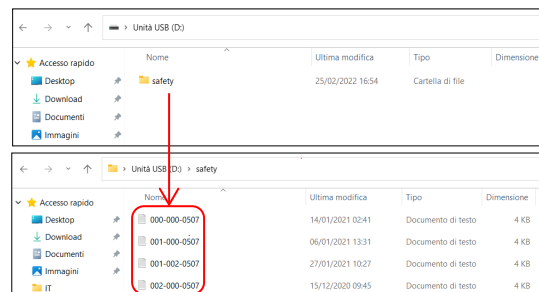 Unità USB (D:)
Nome Ultima modifica Tipo Dimensione
Accesso rapido
Desktop safety 25/02/2022 16:54 Cartella di file
Download
Documenti
Immagini
Unità USB (D:) > safety
Nome Ultima modifica Tipo Dimensione
Accesso rapido
Desktop 000-000-0507 14/01/2021 02:41 Documento di testo 4 KB
Download 001-000-0507 06/01/2021 13:31 Documento di testo 4 KB
Documenti 001-002-0507 27/01/2021 10:27 Documento di testo 4 KB
Immagini
IT 002-000-0507 15/12/2020 09:45 Documento di testo 4 KB